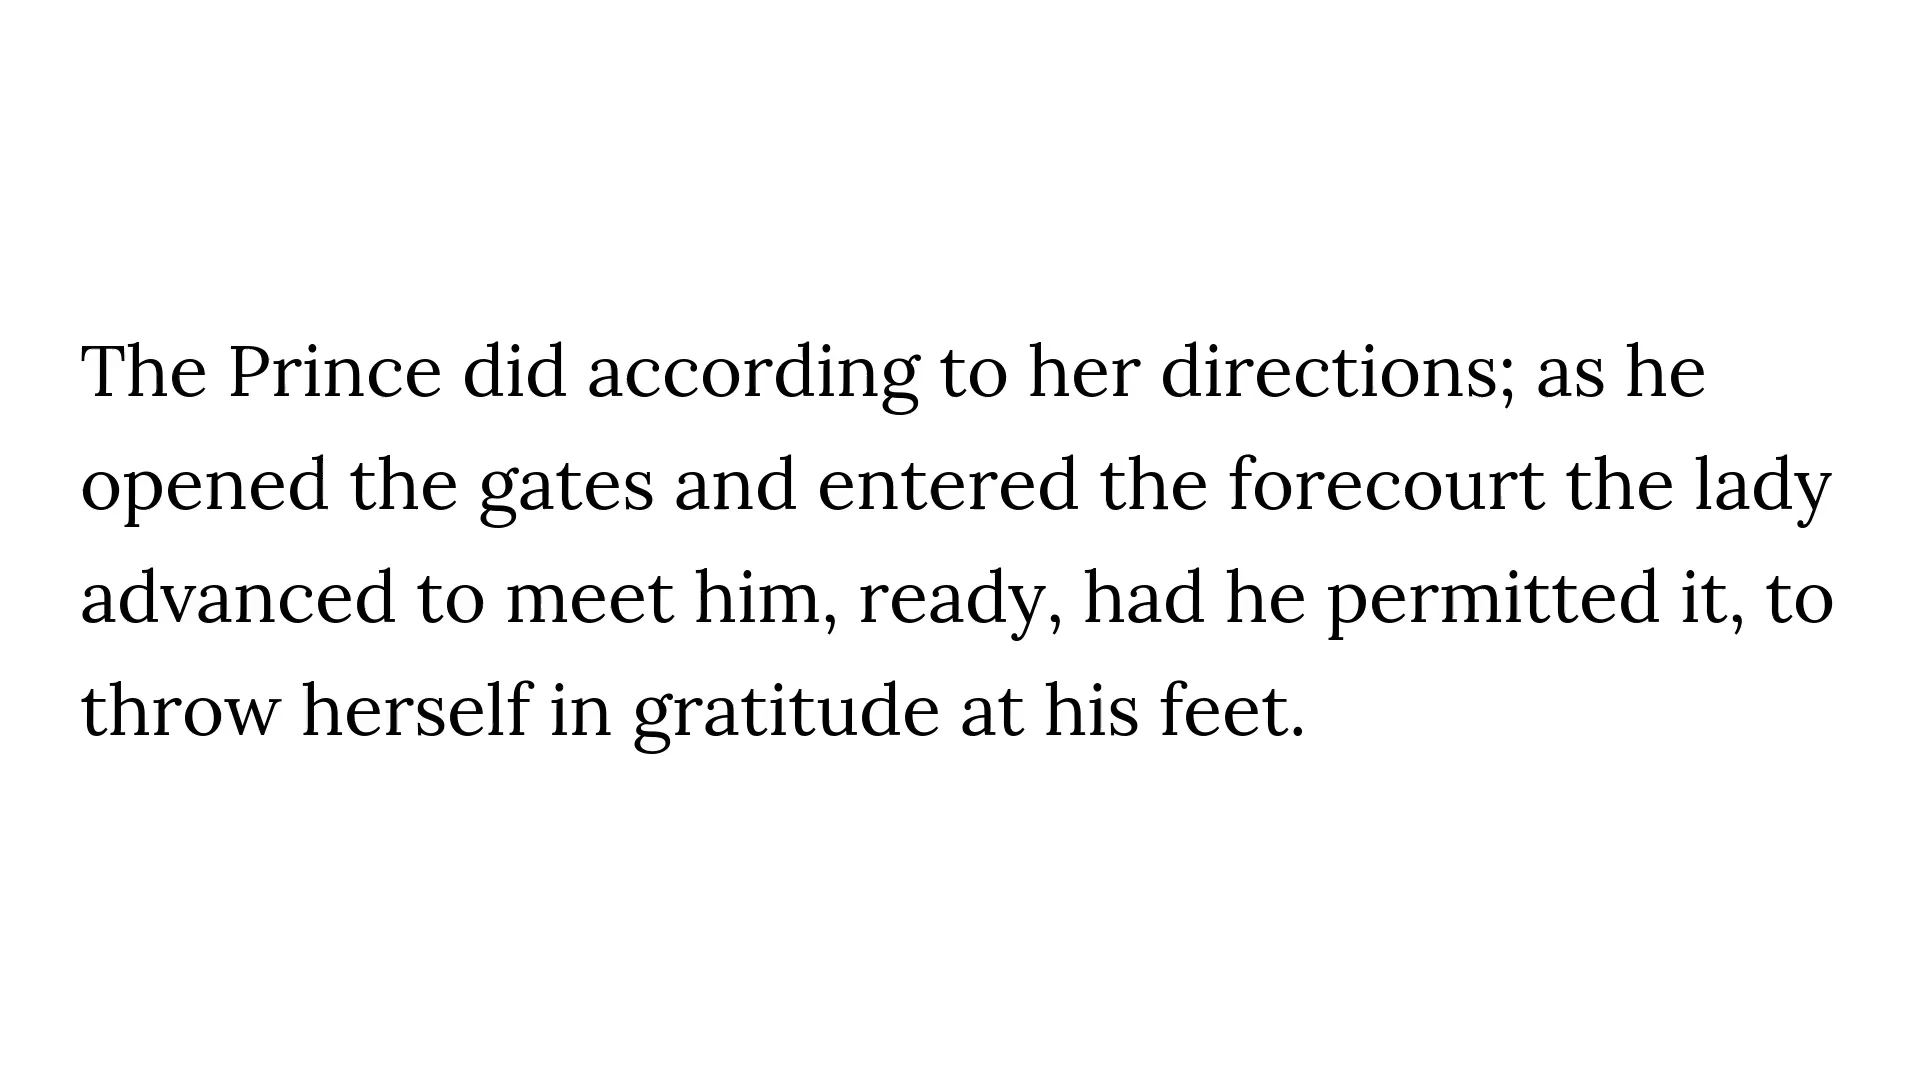 The Prince did according to her directions; as he
opened the gates and entered the forecourt the lady
advanced to meet him, ready, had he permitted it, to
throw herself in gratitude at his feet.